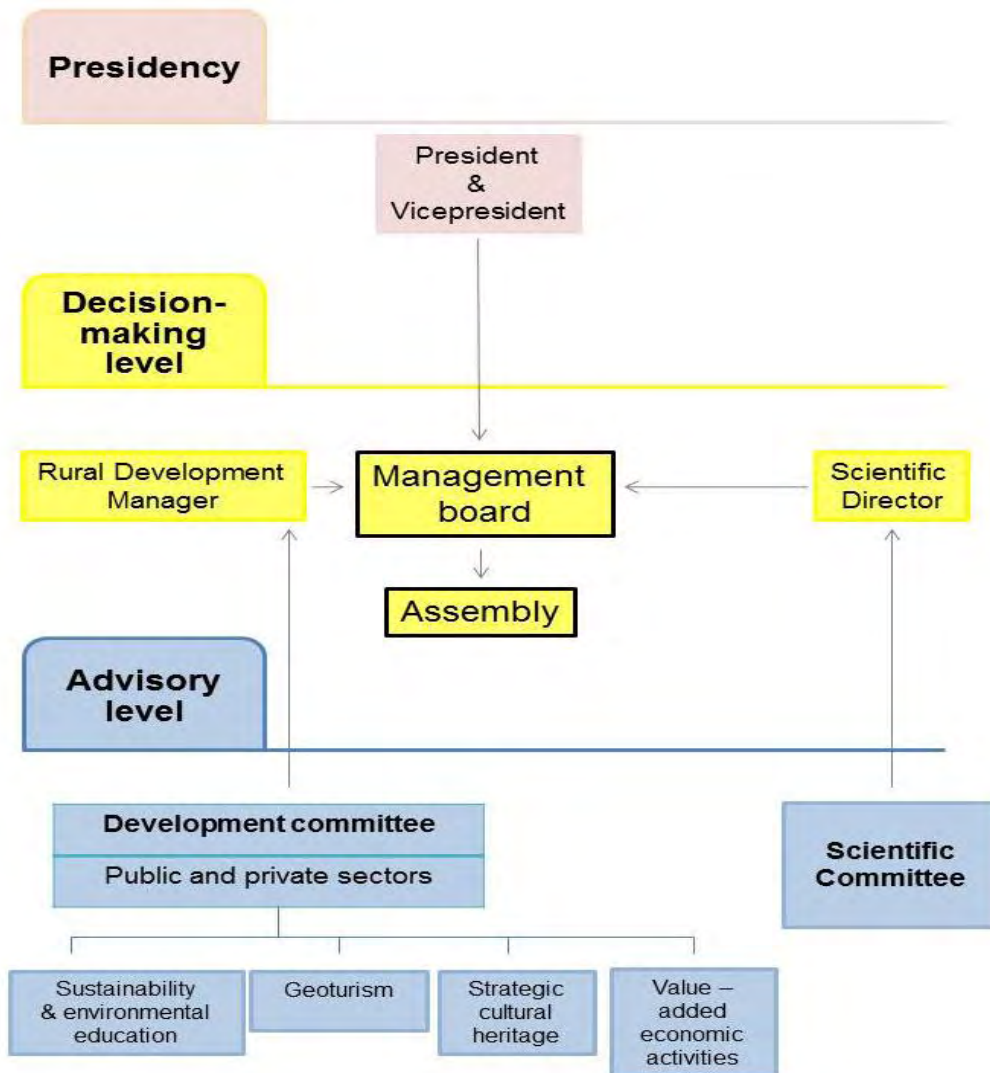 Presidency
President
&
Vicepresident
Decision-
making
level
Rural Development
Manager
Management
board
Scientific
Director
Assembly
Advisory
level
Development committee
Public and private sectors
Scientific
Committee
Sustainability
& environmental
education
Geoturism
Strategic
cultural
heritage
Value –
added
economic
activities